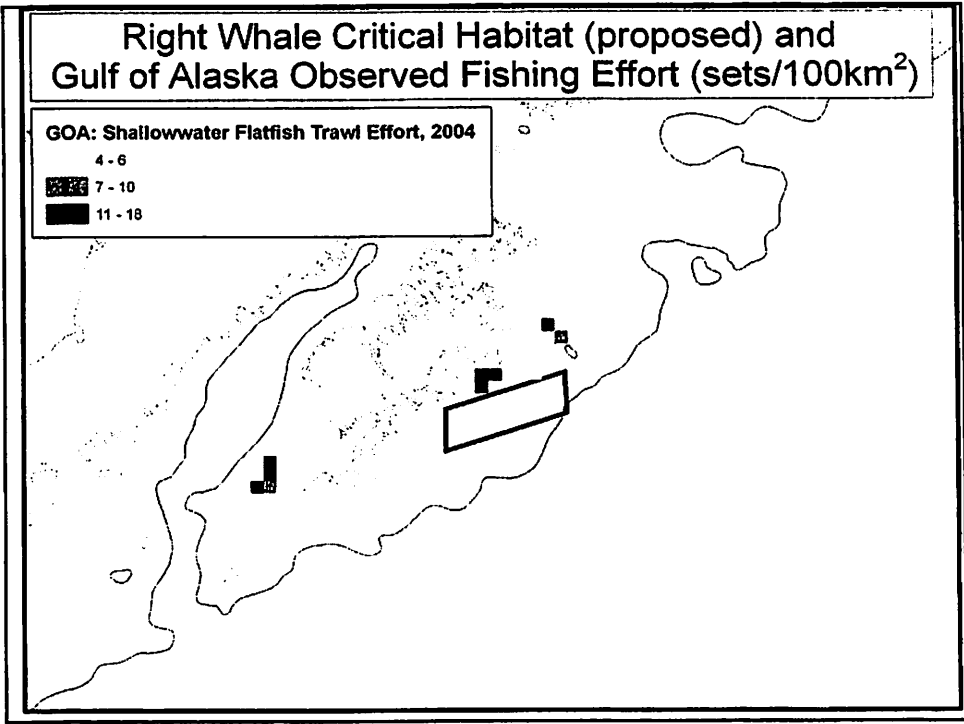 Right Whale Critical Habitat (proposed) and
Gulf of Alaska Observed Fishing Effort (sets/100km²)
GOA: Shallowwater Flatfish Trawl Effort, 2004
4 - 6
7 - 10
11 - 18